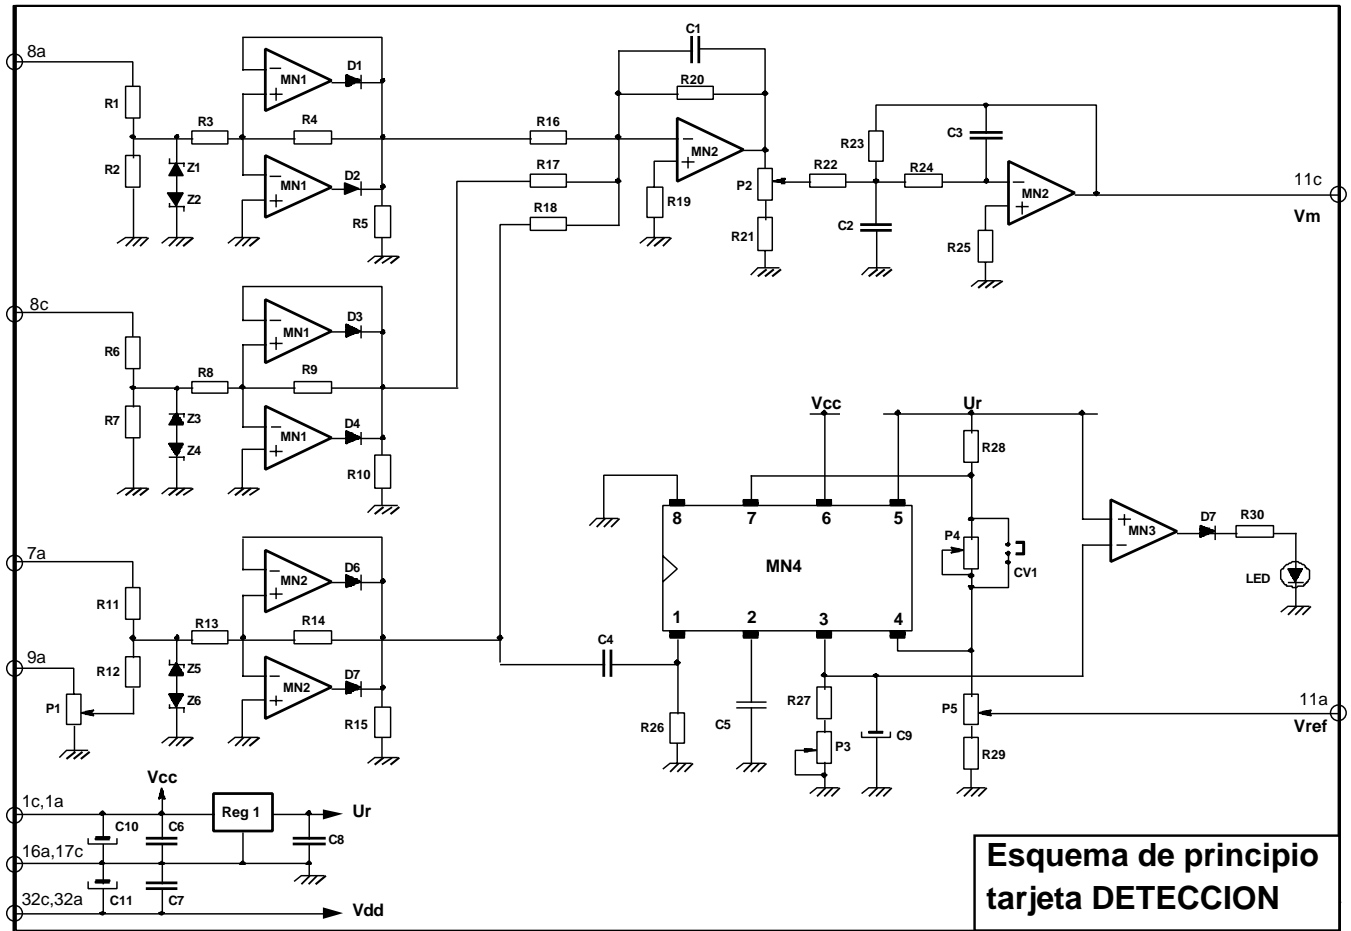 8a
R1
R2
Z1
Z2
R3
MN1
D1
R4
MN1
D2
R5
C1
R20
R16
R17
R18
MN2
R19
P2
R21
R22
R23
C2
R24
C3
MN2
R25
11c
Vm
8c
R6
R7
Z3
Z4
R8
MN1
D3
R9
MN1
D4
R10
7a
R11
9a
R12
P1
Z5
Z6
R13
MN2
D6
R14
MN2
D7
R15
Vcc
Ur
R28
8 7 6 5
MN4
1 2 3 4
P4
CV1
MN3
D7
R30
LED
C4
R26
C5
R27
P3
C9
P5
R29
11a
Vref
Vcc
1c,1a
C10
C6
Reg 1
C8
Ur
16a,17c
C11
C7
32c,32a
Vdd
Esquema de principio
tarjeta DETECCION